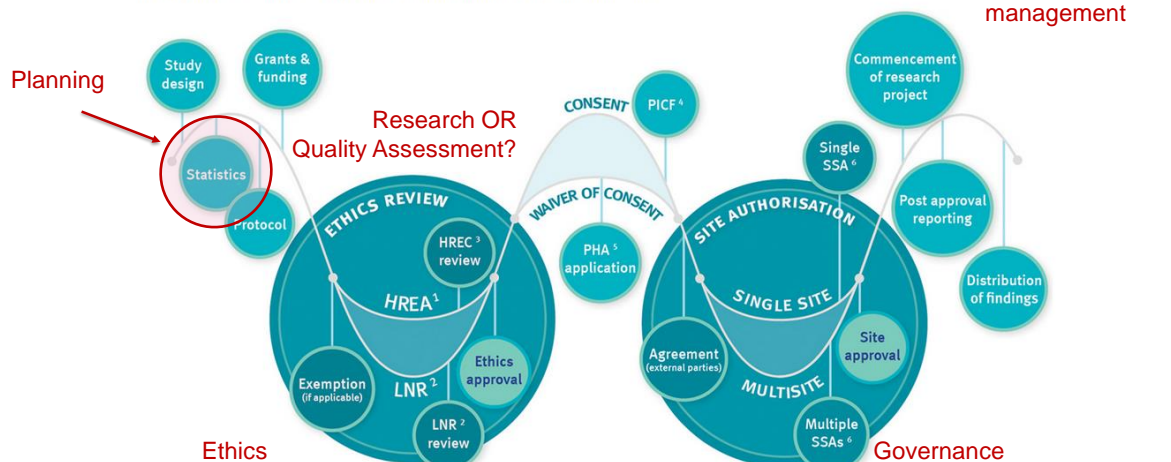 management
Planning
Study
design
Grants &
funding
Statistics
Protocol
Research OR
Quality Assessment?
ETHICS REVIEW
HREC ³
review
HREA¹
LNR ²
Exemption
(if applicable)
LNR ²
review
Ethics
approval
Ethics
CONSENT
PICF ⁴
WAIVER OF CONSENT
PHA ⁵
application
SITE AUTHORISATION
Single
SSA ⁶
SINGLE SITE
MULTISITE
Agreement
(external parties)
Site
approval
Multiple
SSAs ⁶
Governance
Commencement
of research
project
Post approval
reporting
Distribution
of findings